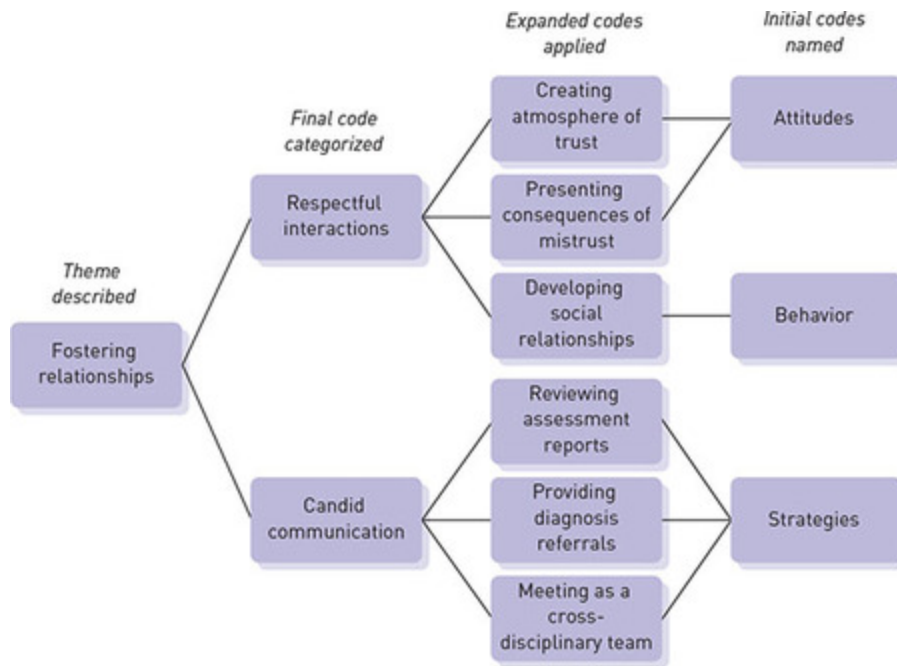 Expanded codes
applied
Initial codes
named
Creating
atmosphere of
trust
Attitudes
Final code
categorized
Respectful
interactions
Presenting
consequences of
mistrust
Theme
described
Developing
social
relationships
Behavior
Fostering
relationships
Reviewing
assessment
reports
Candid
communication
Providing
diagnosis
referrals
Strategies
Meeting as a
cross-
disciplinary team